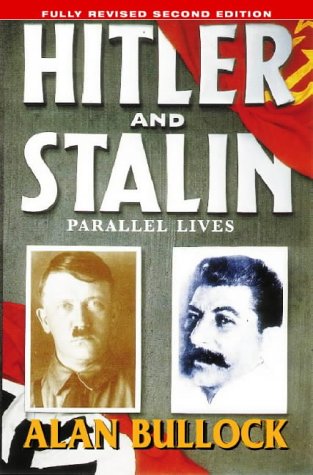 FULLY REVISED SECOND EDITION
HITLER
AND
STALIN
PARALLEL LIVES
ALAN BULLOCK